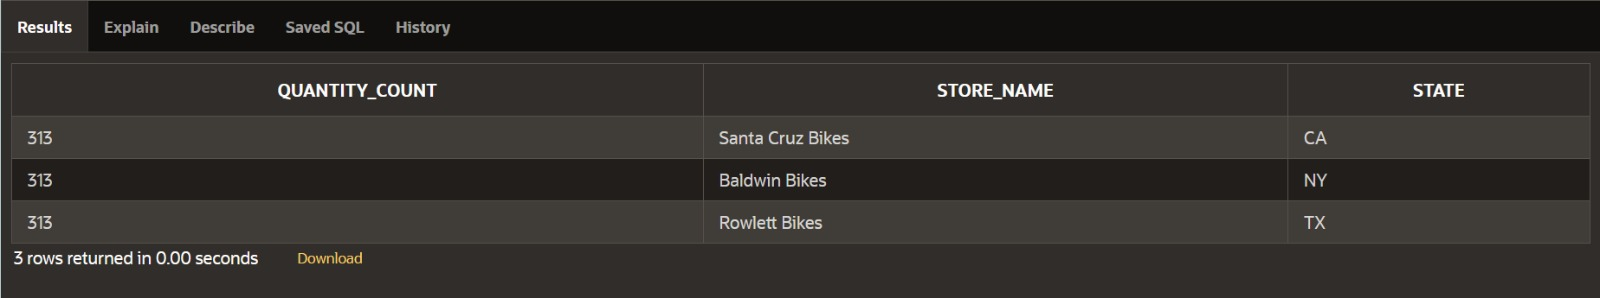 Results Explain Describe Saved SQL History
QUANTITY_COUNT STORE_NAME STATE
313 Santa Cruz Bikes CA
313 Baldwin Bikes NY
313 Rowlett Bikes TX
3 rows returned in 0.00 seconds Download